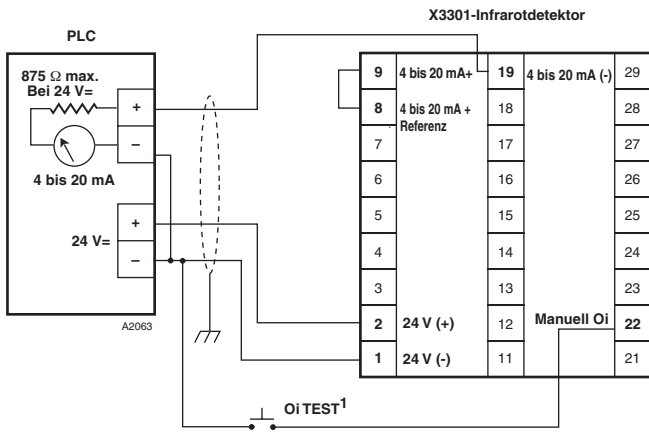 X3301-Infrarotdetektor
PLC
875 Ω max.
Bei 24 V=
+
–
4 bis 20 mA
24 V=
+
–
A2063
9 4 bis 20 mA+ 19 4 bis 20 mA (-) 29
8 4 bis 20 mA + Referenz 18 28
7 17 27
6 16 26
5 15 25
4 14 24
3 13 23
2 24 V (+) 12 Manuell Oi 22
1 24 V (-) 11 21
Oi TEST1